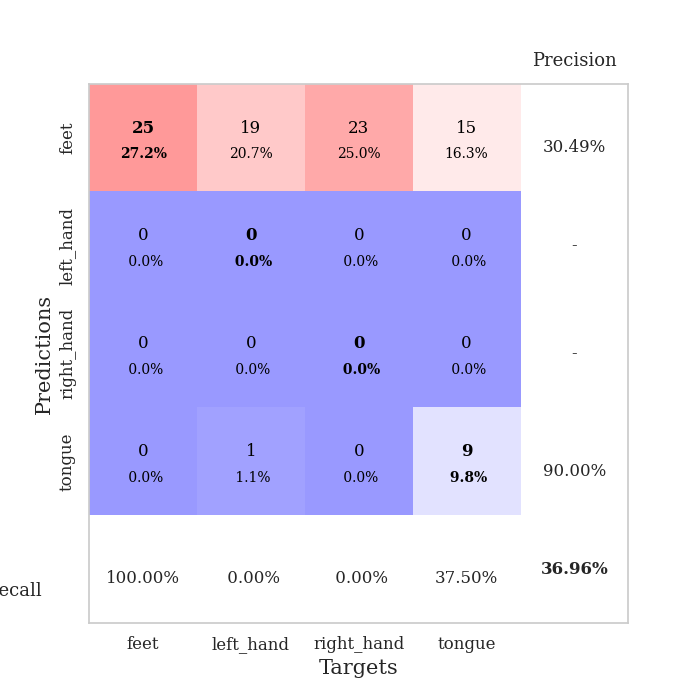 Precision
feet 25 19 23 15 30.49%
27.2% 20.7% 25.0% 16.3%
left_hand 0 0 0 0 -
0.0% 0.0% 0.0% 0.0%
Predictions
right_hand 0 0 0 0 -
0.0% 0.0% 0.0% 0.0%
tongue 0 1 0 9 90.00%
0.0% 1.1% 0.0% 9.8%
ecall 100.00% 0.00% 0.00% 37.50% 36.96%
feet left_hand right_hand tongue
Targets